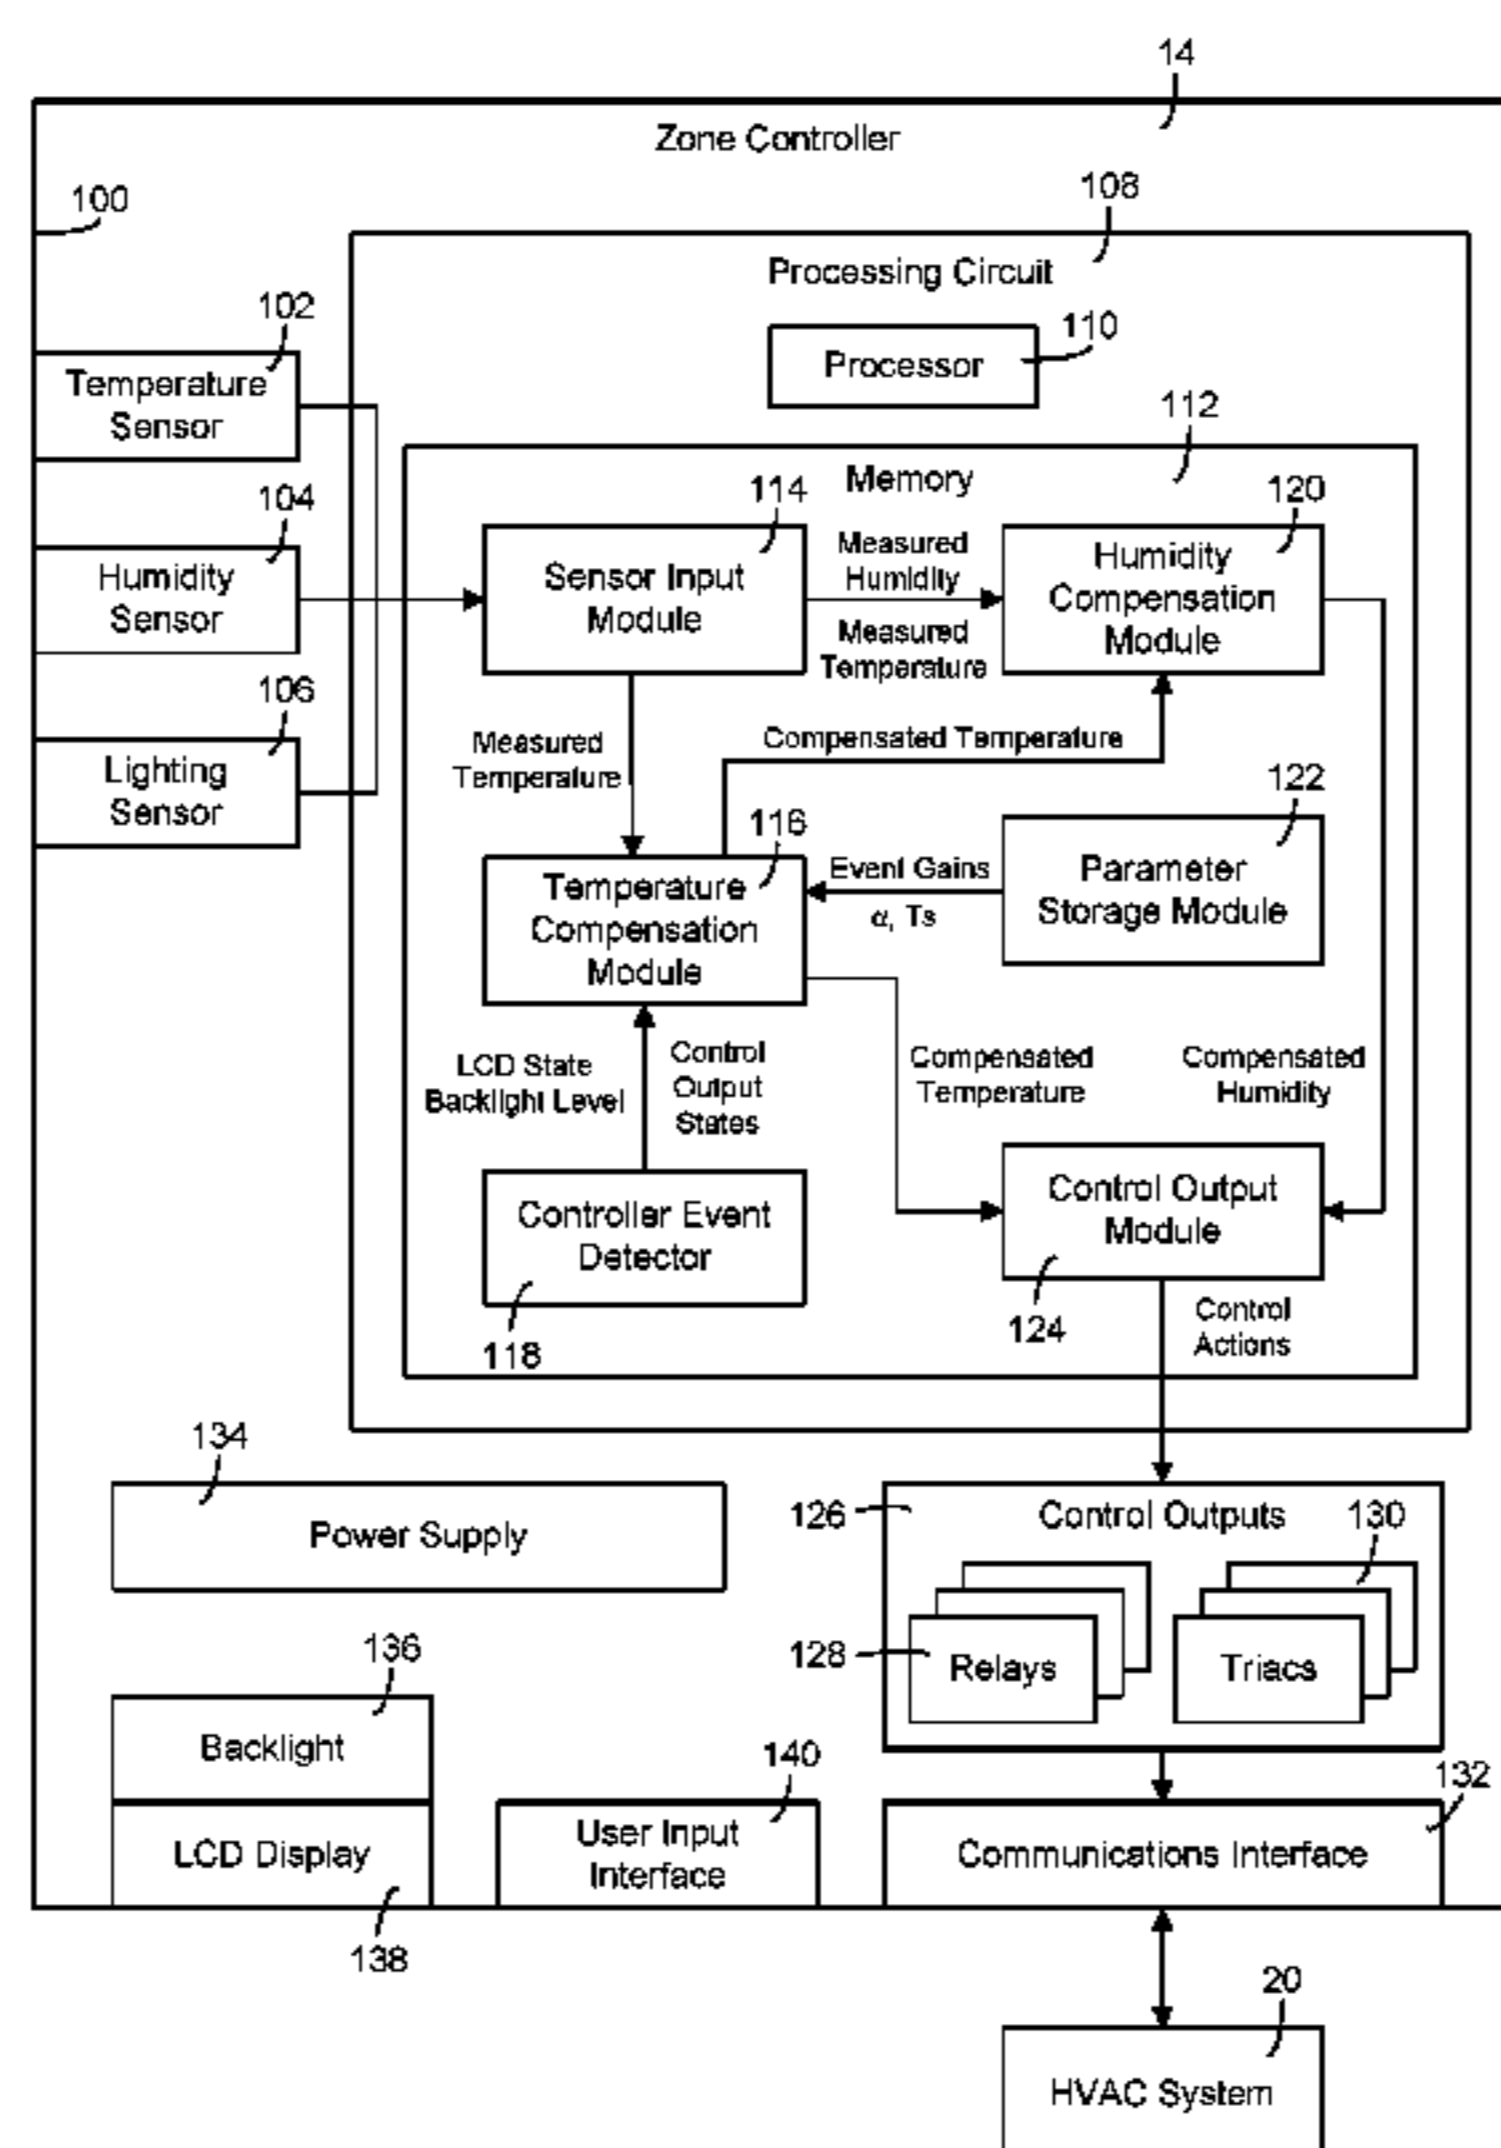 14
Zone Controller
100
108
Processing Circuit
102
110
Processor
Temperature
Sensor
112
Memory
104
114
120
Humidity
Sensor
Sensor Input
Module
Measured
Humidity
Measured
Temperature
Humidity
Compensation
Module
106
Lighting
Sensor
Measured
Temperature
Compensated Temperature
122
116
Temperature
Compensation
Module
Event Gains
α, Ts
Parameter
Storage Module
LCD State
Backlight Level
Control
Output
States
Compensated
Temperature
Compensated
Humidity
Controller Event
Detector
118
Control Output
Module
124
Control
Actions
134
Power Supply
126
Control Outputs
130
128
Relays
Triacs
136
Backlight
LCD Display
138
140
User Input
Interface
132
Communications Interface
20
HVAC System